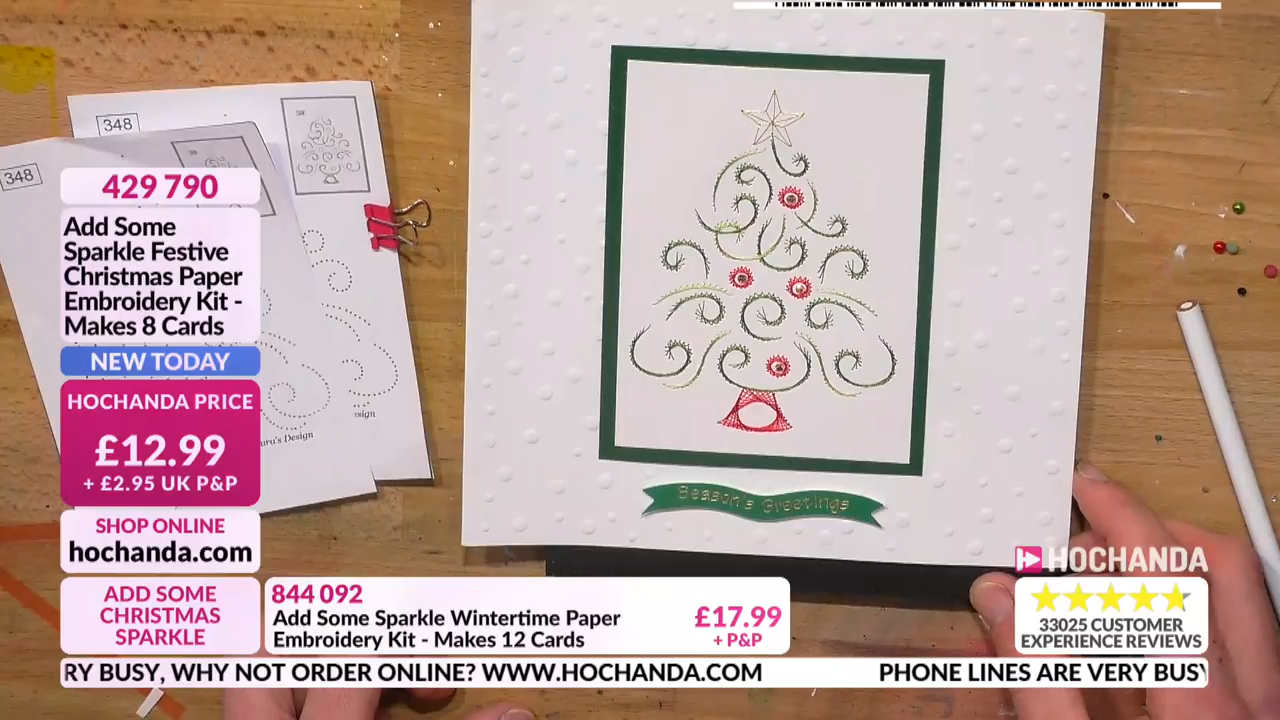 348
348
429 790
Add Some
Sparkle Festive
Christmas Paper
Embroidery Kit -
Makes 8 Cards
NEW TODAY
HOCHANDA PRICE
£12.99
+ £2.95 UK P&P
SHOP ONLINE
hochanda.com
Design
Season's Greetings
ADD SOME
CHRISTMAS
SPARKLE
844 092
Add Some Sparkle Wintertime Paper
Embroidery Kit - Makes 12 Cards
£17.99
+ P&P
HOCHANDA
33025 CUSTOMER
EXPERIENCE REVIEWS
RY BUSY, WHY NOT ORDER ONLINE? WWW.HOCHANDA.COM PHONE LINES ARE VERY BUSY